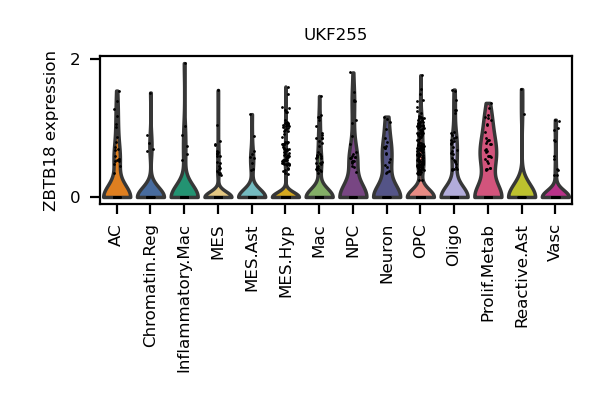 UKF255
ZBTB18 expression
2
0
AC
Chromatin.Reg
Inflammatory.Mac
MES
MES.Ast
MES.Hyp
Mac
NPC
Neuron
OPC
Oligo
Prolif.Metab
Reactive.Ast
Vasc